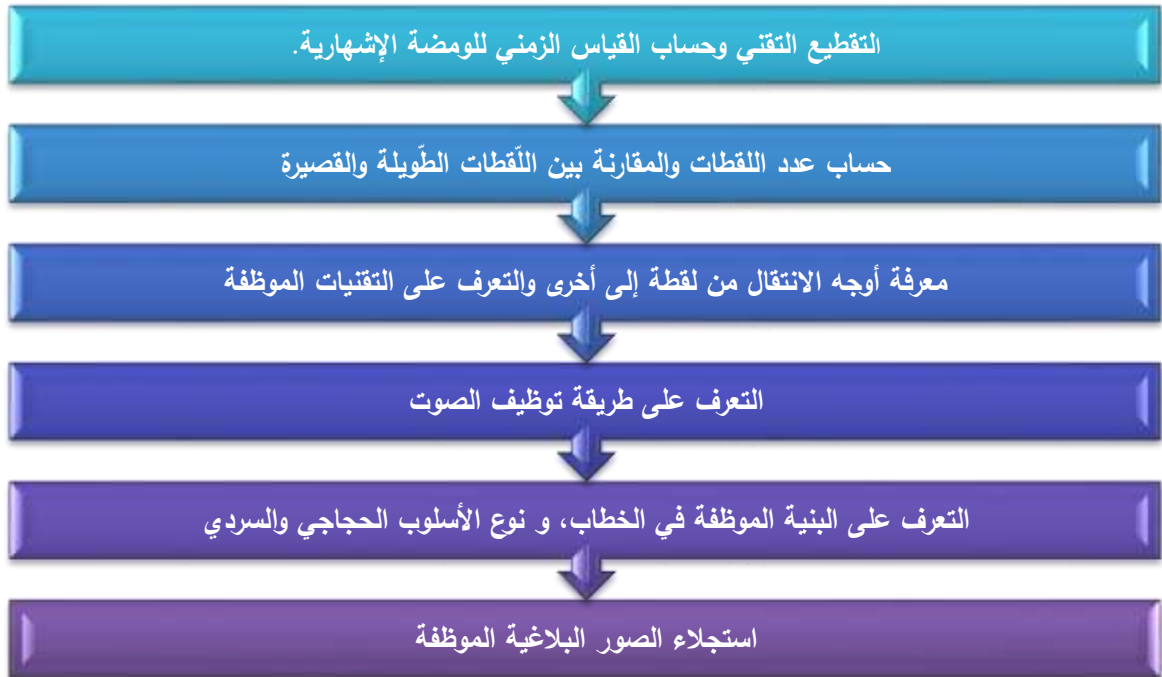 التقطيع التقني وحساب القياس الزمني للومضة الإشهارية.
حساب عدد اللقطات والمقارنة بين اللّقطات الطّويلة والقصيرة
معرفة أوجه الانتقال من لقطة إلى أخرى والتعرف على التقنيات الموظفة
التعرف على طريقة توظيف الصوت
التعرف على البنية الموظفة في الخطاب، و نوع الأسلوب الحجاجي والسردي
استجلاء الصور البلاغية الموظفة